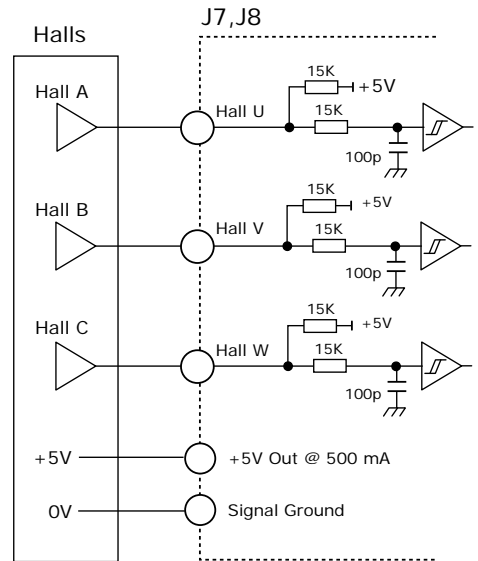 J7,J8
Halls
15K
+5V
Hall A
Hall U
15K
100p
15K
+5V
Hall B
Hall V
15K
100p
15K
+5V
Hall C
Hall W
15K
100p
+5V
+5V Out @ 500 mA
0V
Signal Ground